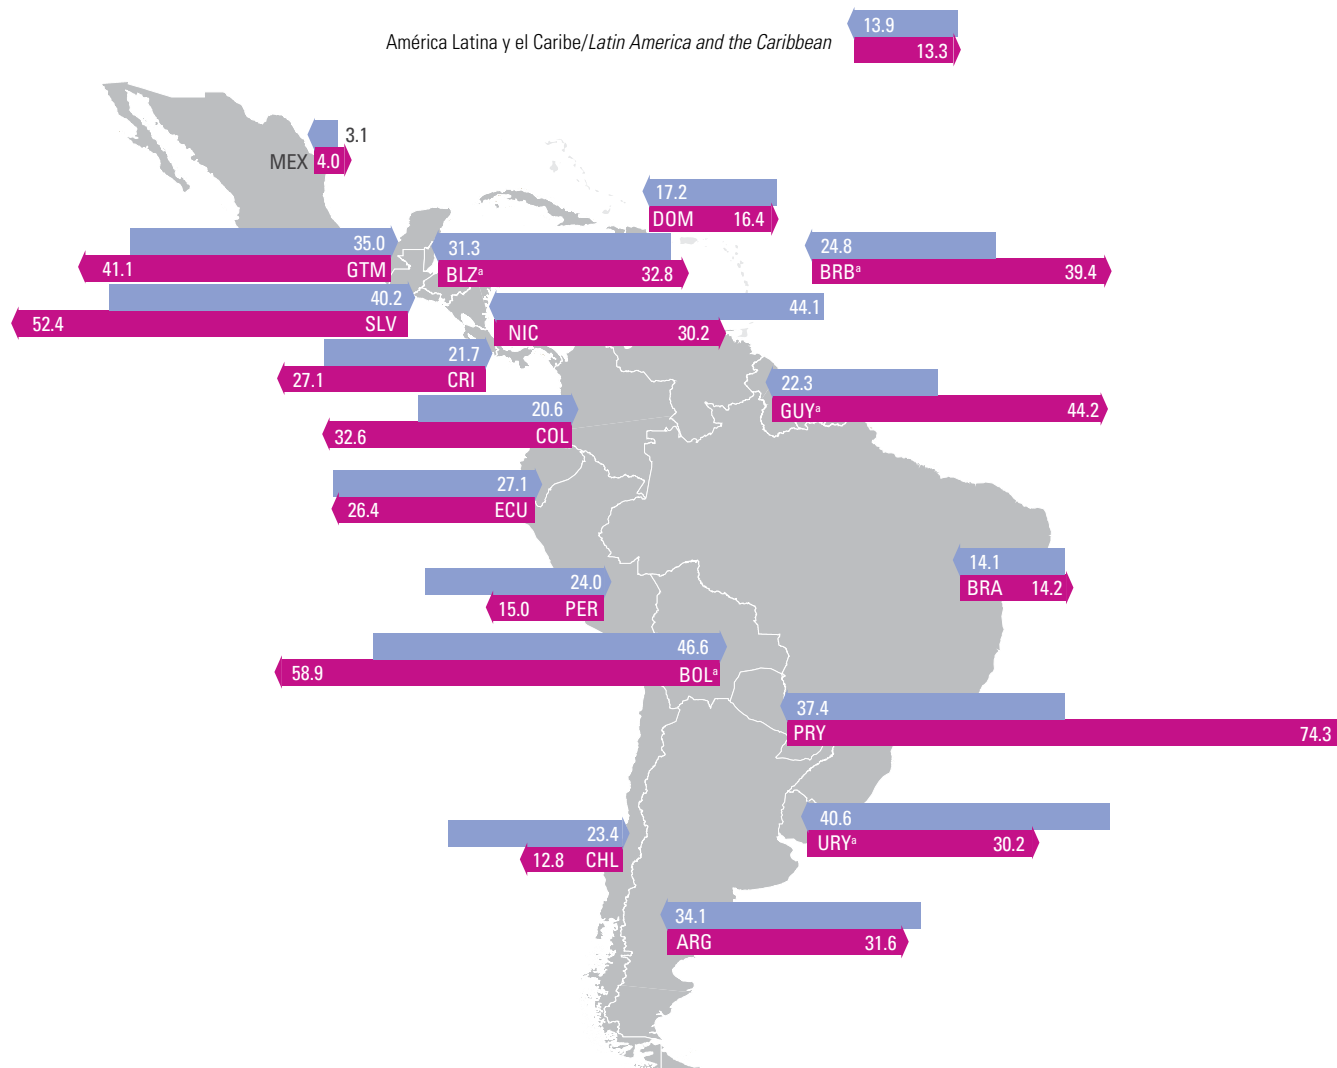 13.9
América Latina y el Caribe/Latin America and the Caribbean
13.3
3.1
MEX 4.0
17.2
DOM 16.4
35.0
41.1 GTM
31.3
BLZª 32.8
24.8
BRBª 39.4
40.2
52.4 SLV
44.1
NIC 30.2
21.7
27.1 CRI
22.3
GUYª 44.2
20.6
32.6 COL
27.1
26.4 ECU
14.1
BRA 14.2
24.0
15.0 PER
46.6
58.9 BOLª
37.4
PRY 74.3
40.6
URYª 30.2
23.4
12.8 CHL
34.1
ARG 31.6